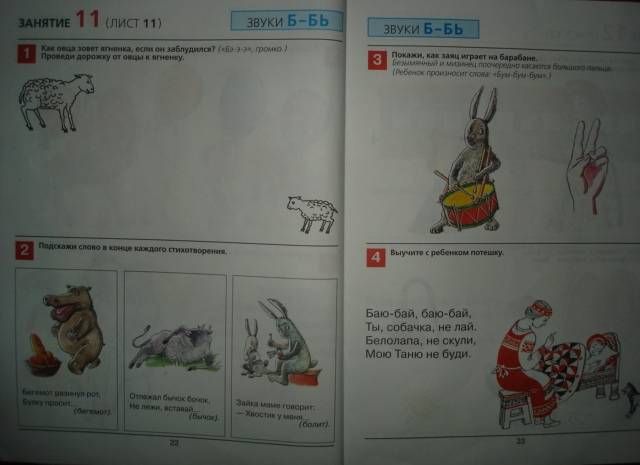 ЗАНЯТИЕ 11 (ЛИСТ 11)
ЗВУКИ Б–БЬ
1 Как овца зовет ягненка, если он заблудился? («Бэ-э-э», громко.)
Проведи дорожку от овцы к ягненку.
2 Подскажи слово в конце каждого стихотворения.
Бегемот разинул рот,
Булку просит...
(бегемот).
Отлежал бычок бочок.
Не лежи, вставай...
(бычок).
Зайка маме говорит:
— Хвостик у меня...
(болит).
22
ЗВУКИ Б–БЬ
3 Покажи, как заяц играет на барабане.
Безымянный и мизинец поочередно касаются большого пальца.
(Ребенок произносит слова: «Бум-бум-бум».)
4 Выучите с ребенком потешку.
Баю-бай, баю-бай,
Ты, собачка, не лай.
Белолапа, не скули,
Мою Таню не буди.
23